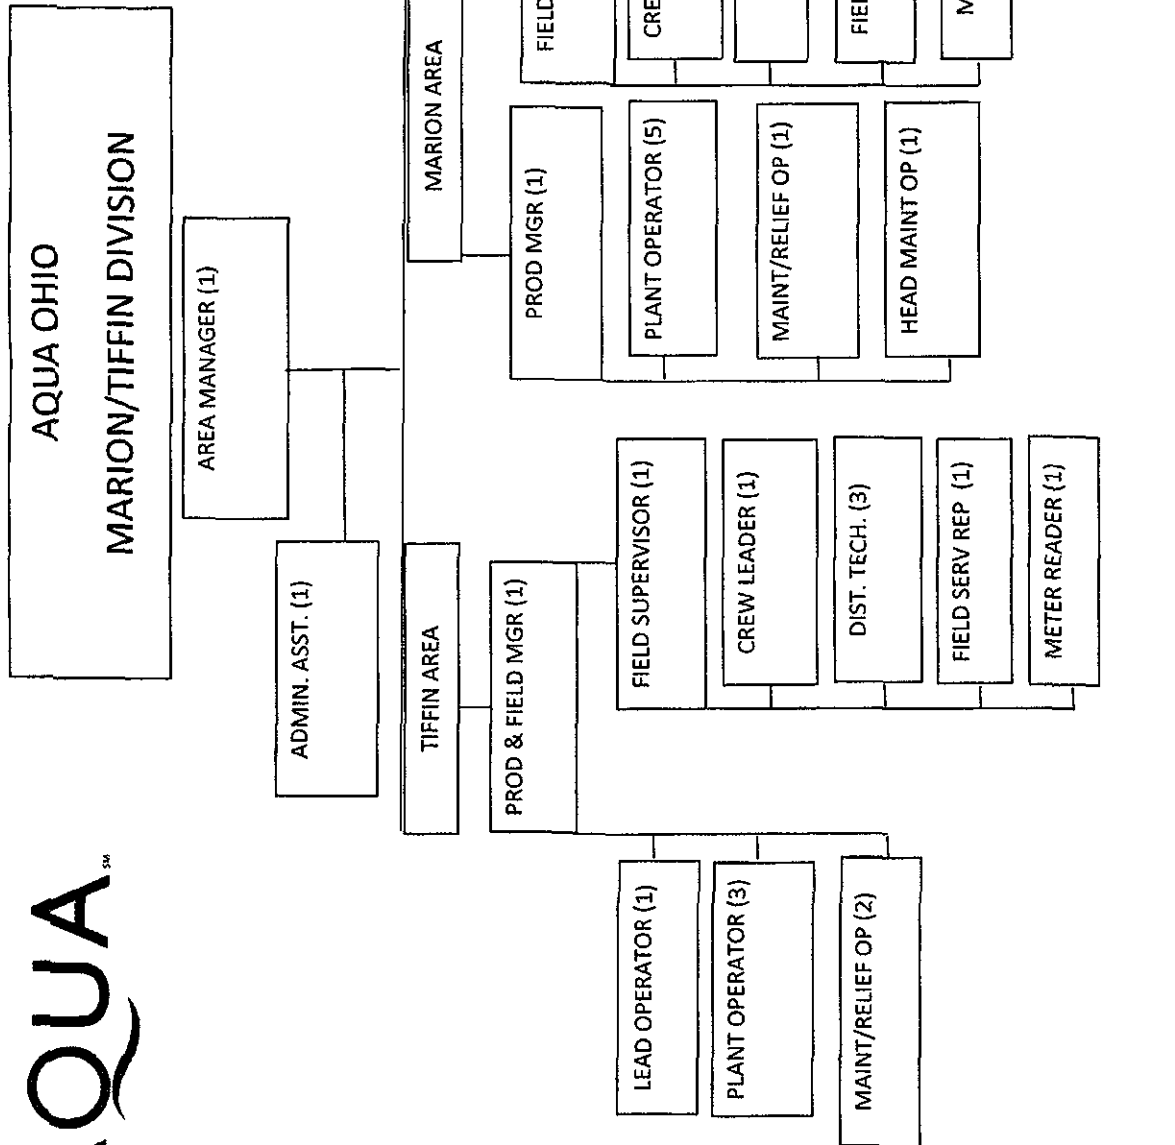 AQUA
SM
AQUA OHIO
MARION/TIFFIN DIVISION
AREA MANAGER (1)
ADMIN. ASST. (1)
TIFFIN AREA
MARION AREA
PROD & FIELD MGR (1)
PROD MGR (1)
FIELD
LEAD OPERATOR (1)
PLANT OPERATOR (3)
MAINT/RELIEF OP (2)
FIELD SUPERVISOR (1)
CREW LEADER (1)
DIST. TECH. (3)
FIELD SERV REP (1)
METER READER (1)
PLANT OPERATOR (5)
MAINT/RELIEF OP (1)
HEAD MAINT OP (1)
CRE
FIE
M